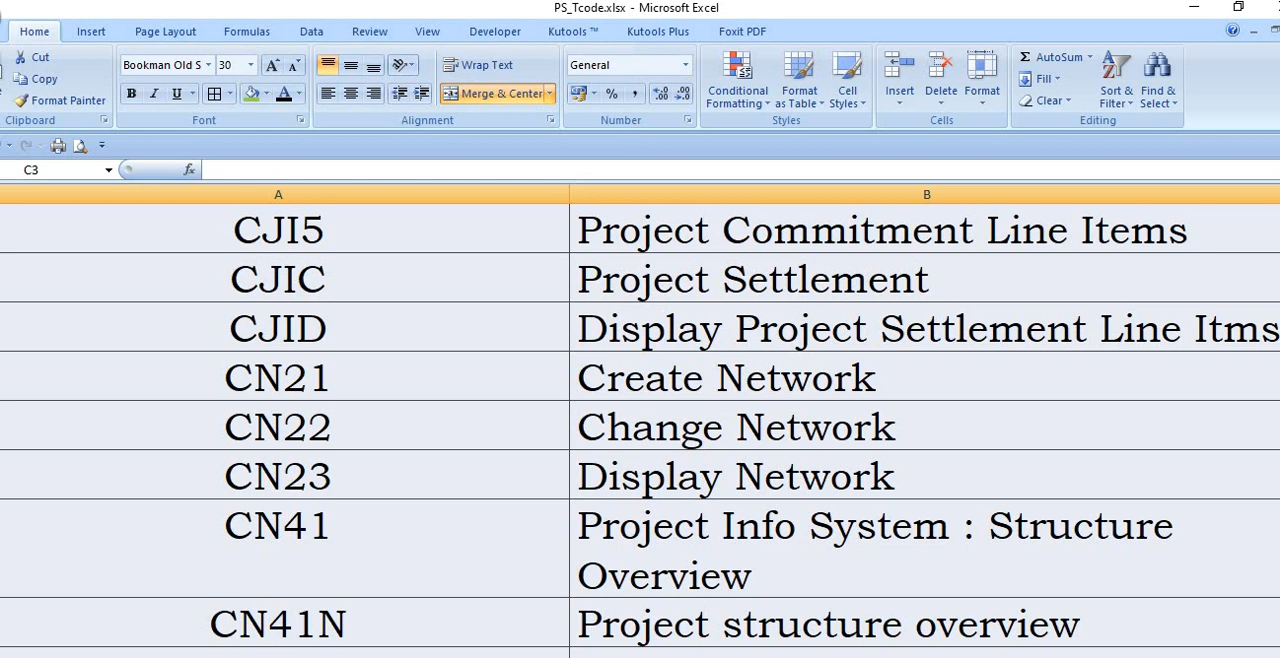 PS_Tcode.xlsx - Microsoft Excel
Home Insert Page Layout Formulas Data Review View Developer Kutools ™ Kutools Plus Foxit PDF
Cut
Copy
Format Painter
Clipboard
Bookman Old S 30
B I U
Font
Wrap Text
Merge & Center
Alignment
General
% ,
Number
Conditional Formatting
Format as Table
Cell Styles
Styles
Insert Delete Format
Cells
Σ AutoSum
Fill
Clear
Sort & Filter
Find & Select
Editing
C3 fx
A B
CJI5 Project Commitment Line Items
CJIC Project Settlement
CJID Display Project Settlement Line Itms
CN21 Create Network
CN22 Change Network
CN23 Display Network
CN41 Project Info System : Structure
Overview
CN41N Project structure overview